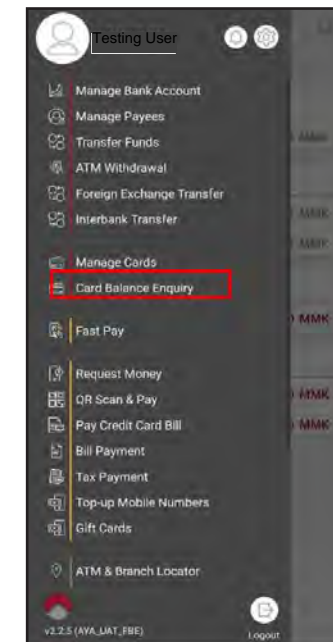 Testing User
Manage Bank Account
Manage Payees
Transfer Funds
ATM Withdrawal
Foreign Exchange Transfer
Interbank Transfer
Manage Cards
Card Balance Enquiry
Fast Pay
MMK
Request Money
QR Scan & Pay
MMK
Pay Credit Card Bill
MMK
Bill Payment
Tax Payment
Top-up Mobile Numbers
Gift Cards
ATM & Branch Locator
v2.2.5 (AYA_UAT_FBE)
Logout